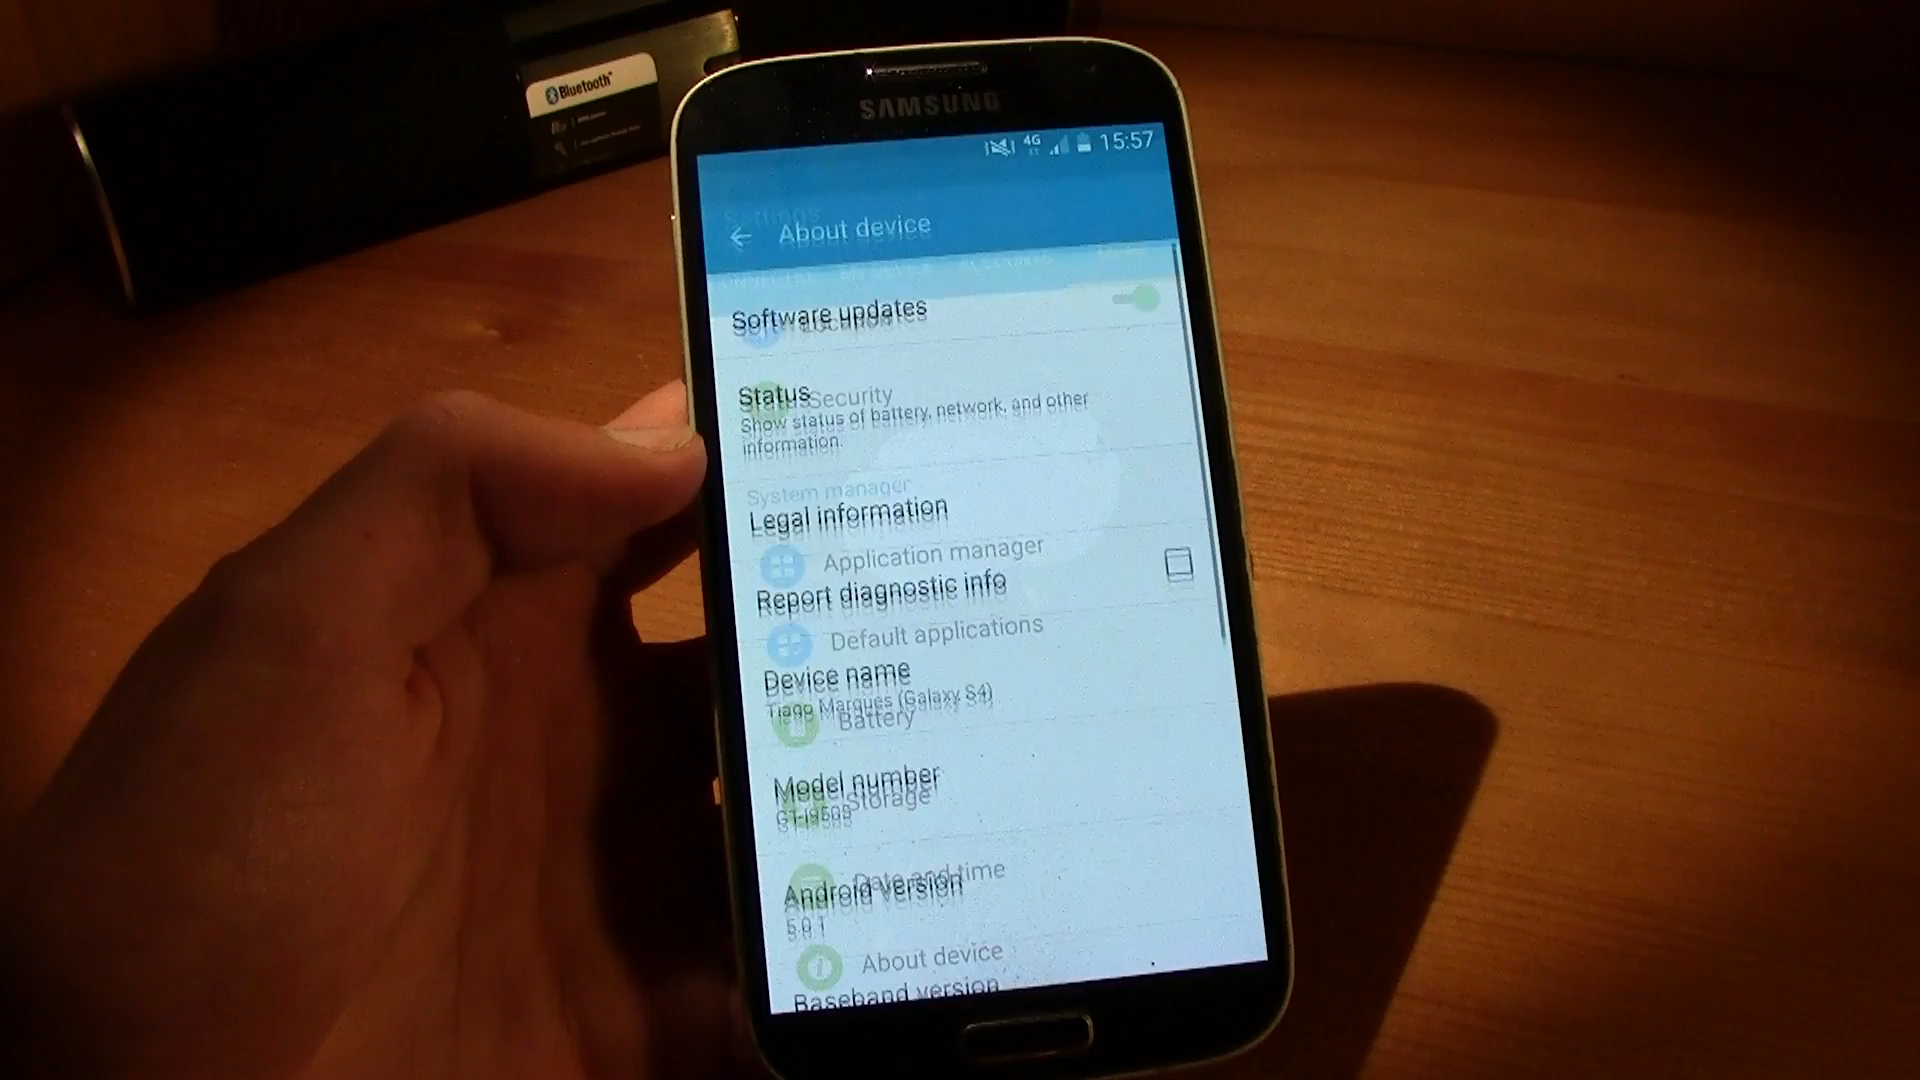 Bluetooth
SAMSUNG
4G
15:57
Settings
About device
Software updates
Location
Status
Security
Show status of battery, network, and other
information.
System manager
Legal information
Application manager
Report diagnostic info
Default applications
Device name
Tiago Marques (Galaxy S4)
Battery
Model number
Storage
GT-I9505
Date and time
Android version
5.0.1
About device
Baseband version